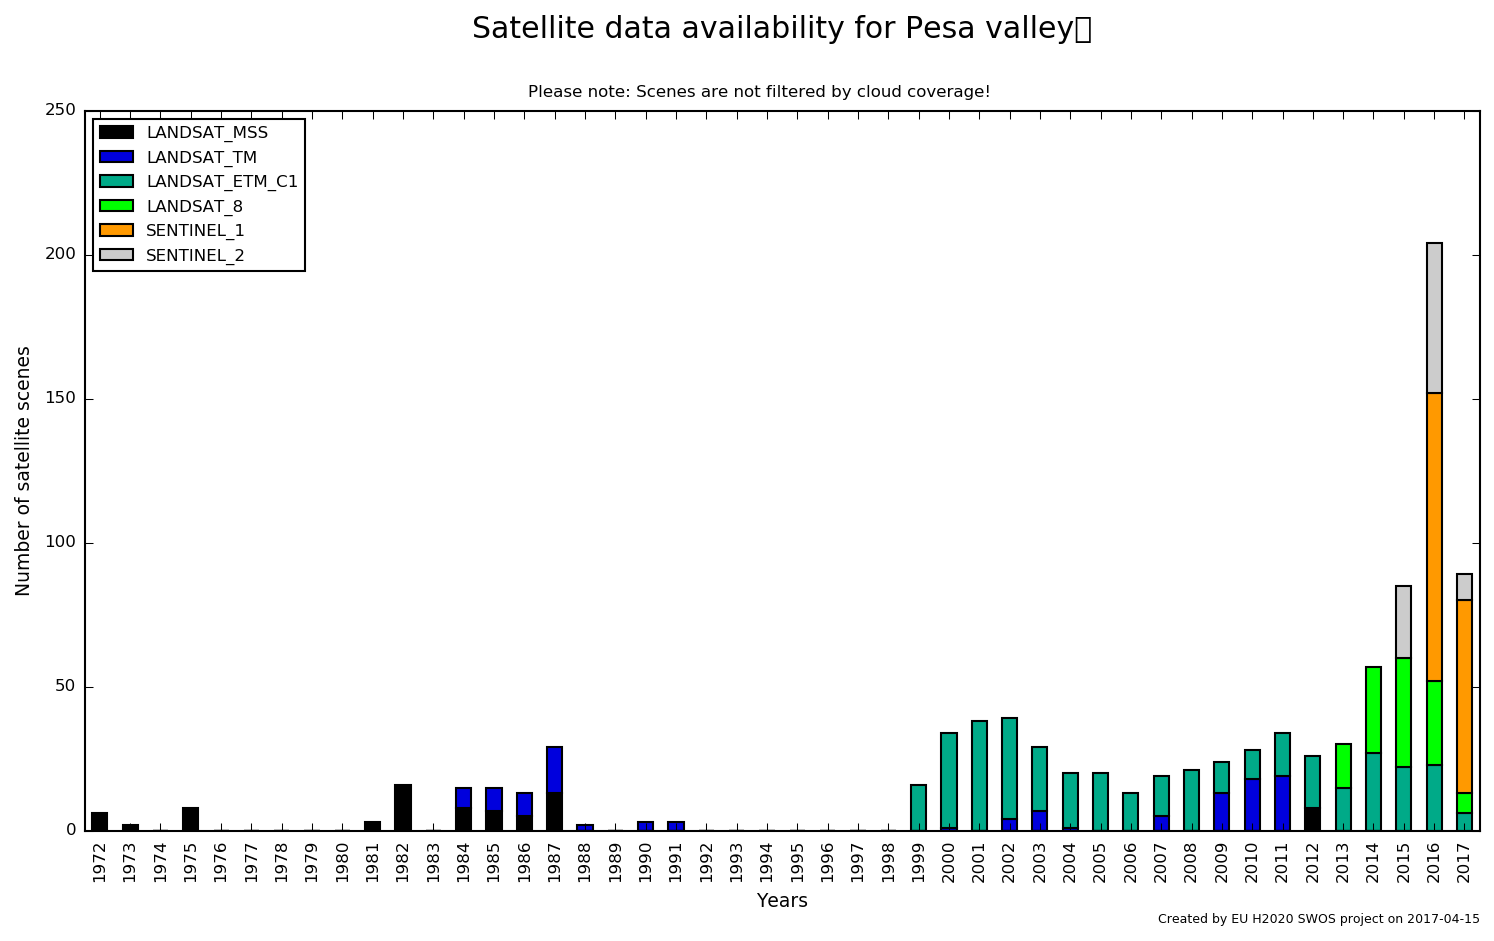 Satellite data availability for Pesa valley
Please note: Scenes are not filtered by cloud coverage!
250
200
150
100
50
0
Number of satellite scenes
LANDSAT_MSS
LANDSAT_TM
LANDSAT_ETM_C1
LANDSAT_8
SENTINEL_1
SENTINEL_2
1972 1973 1974 1975 1976 1977 1978 1979 1980 1981 1982 1983 1984 1985 1986 1987 1988 1989 1990 1991 1992 1993 1994 1995 1996 1997 1998 1999 2000 2001 2002 2003 2004 2005 2006 2007 2008 2009 2010 2011 2012 2013 2014 2015 2016 2017
Years
Created by EU H2020 SWOS project on 2017-04-15